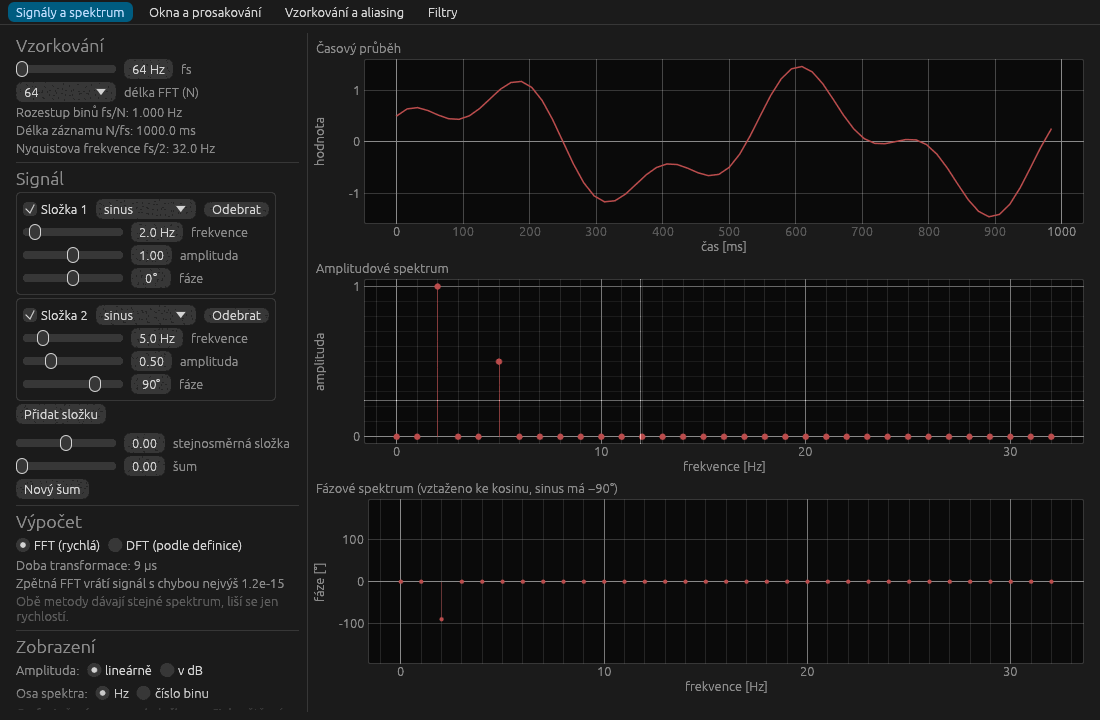 Signály a spektrum
Okna a prosakování
Vzorkování a aliasing
Filtry
Vzorkování
64 Hz fs
64 délka FFT (N)
Rozestup binů fs/N: 1.000 Hz
Délka záznamu N/fs: 1000.0 ms
Nyquistova frekvence fs/2: 32.0 Hz
Signál
Složka 1 sinus Odebrat
2.0 Hz frekvence
1.00 amplituda
0° fáze
Složka 2 sinus Odebrat
5.0 Hz frekvence
0.50 amplituda
90° fáze
Přidat složku
0.00 stejnosměrná složka
0.00 šum
Nový šum
Výpočet
FFT (rychlá) DFT (podle definice)
Doba transformace: 9 µs
Zpětná FFT vrátí signál s chybou nejvýš 1.2e-15
Obě metody dávají stejné spektrum, liší se jen
rychlostí.
Zobrazení
Amplituda: lineárně v dB
Osa spektra: Hz číslo binu
Časový průběh
hodnota
1
0
-1
0 100 200 300 400 500 600 700 800 900 1000
čas [ms]
Amplitudové spektrum
amplituda
1
0
0 10 20 30
frekvence [Hz]
Fázové spektrum (vztaženo ke kosinu, sinus má −90°)
fáze [°]
100
0
-100
0 10 20 30
frekvence [Hz]